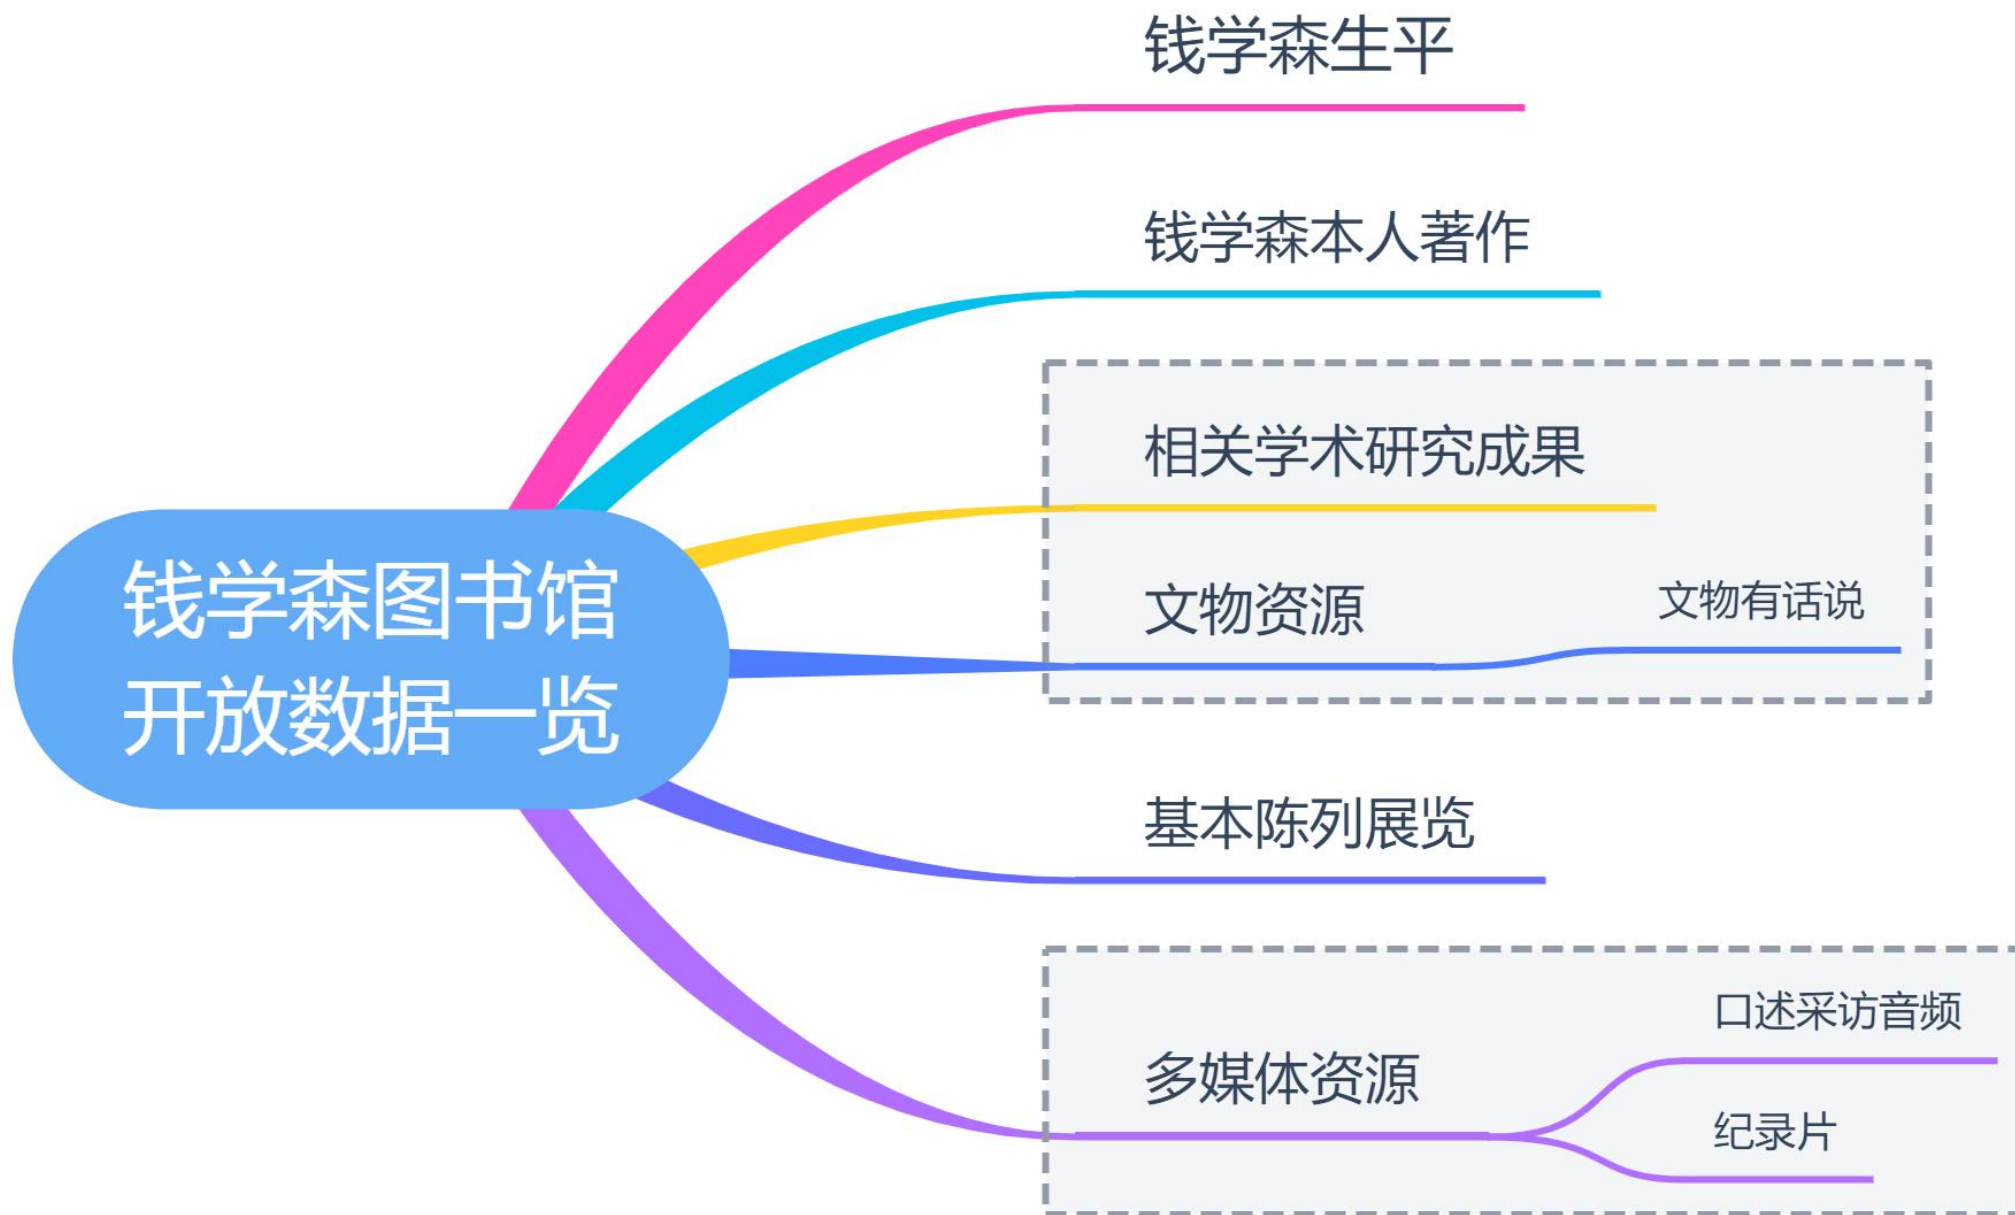 钱学森生平
钱学森本人著作
相关学术研究成果
文物资源
文物有话说
钱学森图书馆
开放数据一览
基本陈列展览
口述采访音频
多媒体资源
纪录片